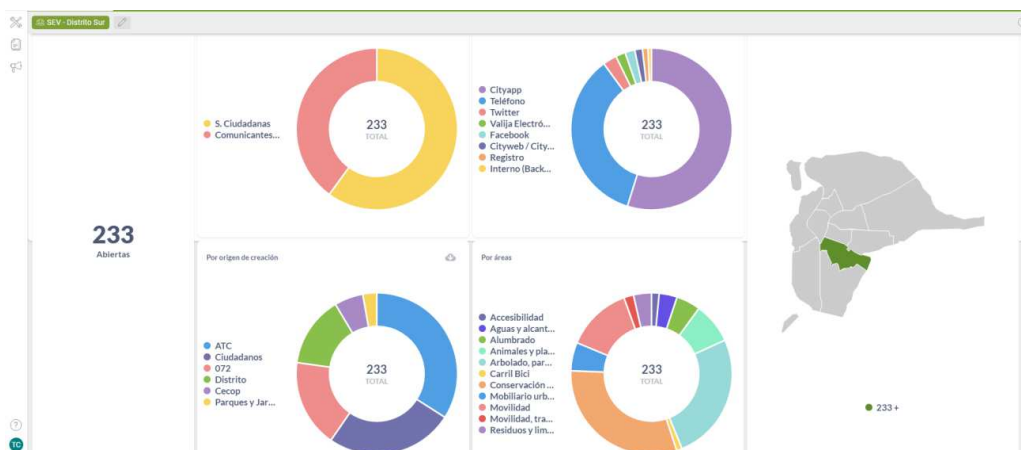 SEV - Distrito Sur
233
Abiertas
S. Ciudadanas
Comunicantes...
233
TOTAL
Cityapp
Teléfono
Twitter
Valija Electró...
Facebook
Cityweb / City...
Registro
Interno (Back...
233
TOTAL
Por origen de creación
ATC
Ciudadanos
072
Distrito
Cecop
Parques y Jar...
233
TOTAL
Por áreas
Accesibilidad
Aguas y alcant...
Alumbrado
Animales y pla...
Arbolado, par...
Carril Bici
Conservación ...
Mobiliario urb...
Movilidad
Movilidad, tra...
Residuos y lim...
233
TOTAL
233 +
?
TC